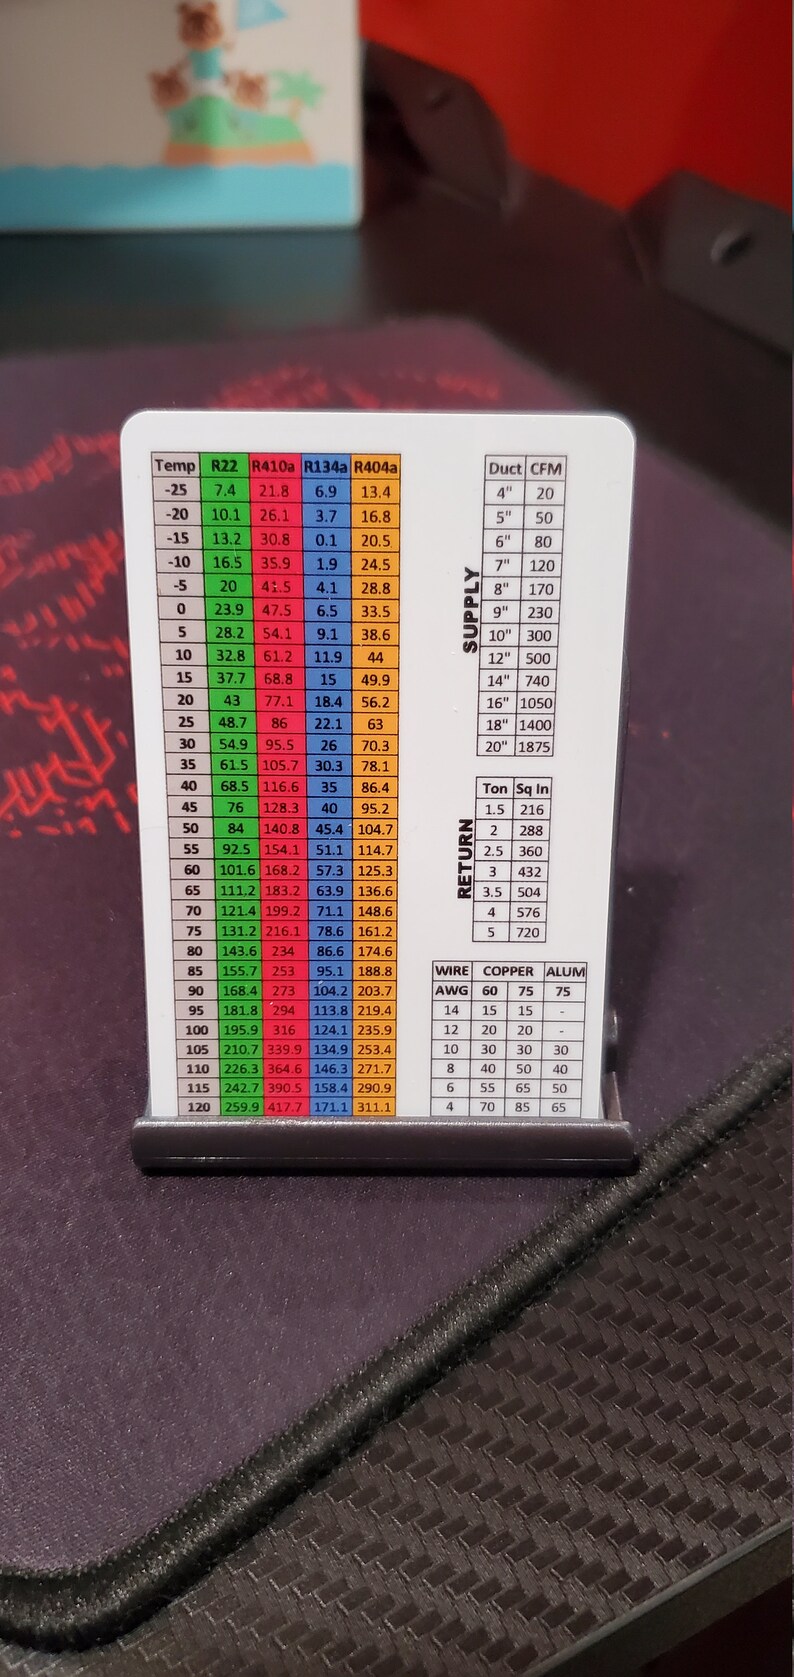 Temp R22 R410a R134a R404a
-25 7.4 21.8 6.9 13.4
-20 10.1 26.1 3.7 16.8
-15 13.2 30.8 0.1 20.5
-10 16.5 35.9 1.9 24.5
-5 20 41.5 4.1 28.8
0 23.9 47.5 6.5 33.5
5 28.2 54.1 9.1 38.6
10 32.8 61.2 11.9 44
15 37.7 68.8 15 49.9
20 43 77.1 18.4 56.2
25 48.7 86 22.1 63
30 54.9 95.5 26 70.3
35 61.5 105.7 30.3 78.1
40 68.5 116.6 35 86.4
45 76 128.3 40 95.2
50 84 140.8 45.4 104.7
55 92.5 154.1 51.1 114.7
60 101.6 168.2 57.3 125.3
65 111.2 183.2 63.9 136.6
70 121.4 199.2 71.1 148.6
75 131.2 216.1 78.6 161.2
80 143.6 234 86.6 174.6
85 155.7 253 95.1 188.8
90 168.4 273 104.2 203.7
95 181.8 294 113.8 219.4
100 195.9 316 124.1 235.9
105 210.7 339.9 134.9 253.4
110 226.3 364.6 146.3 271.7
115 242.7 390.5 158.4 290.9
120 259.9 417.7 171.1 311.1
SUPPLY
Duct CFM
4" 20
5" 50
6" 80
7" 120
8" 170
9" 230
10" 300
12" 500
14" 740
16" 1050
18" 1400
20" 1875
RETURN
Ton Sq In
1.5 216
2 288
2.5 360
3 432
3.5 504
4 576
5 720
WIRE COPPER ALUM
AWG 60 75 75
14 15 15 -
12 20 20 -
10 30 30 30
8 40 50 40
6 55 65 50
4 70 85 65